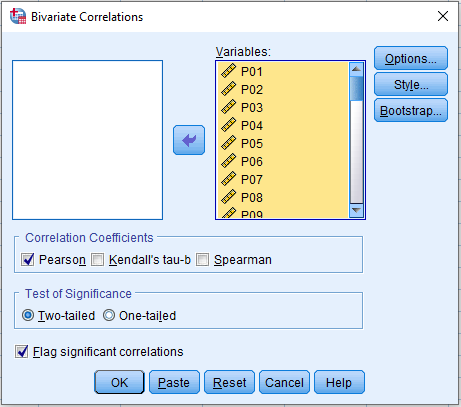 Bivariate Correlations
Variables:
P01
P02
P03
P04
P05
P06
P07
P08
P09
Options...
Style...
Bootstrap...
Correlation Coefficients
Pearson Kendall's tau-b Spearman
Test of Significance
Two-tailed One-tailed
Flag significant correlations
OK Paste Reset Cancel Help